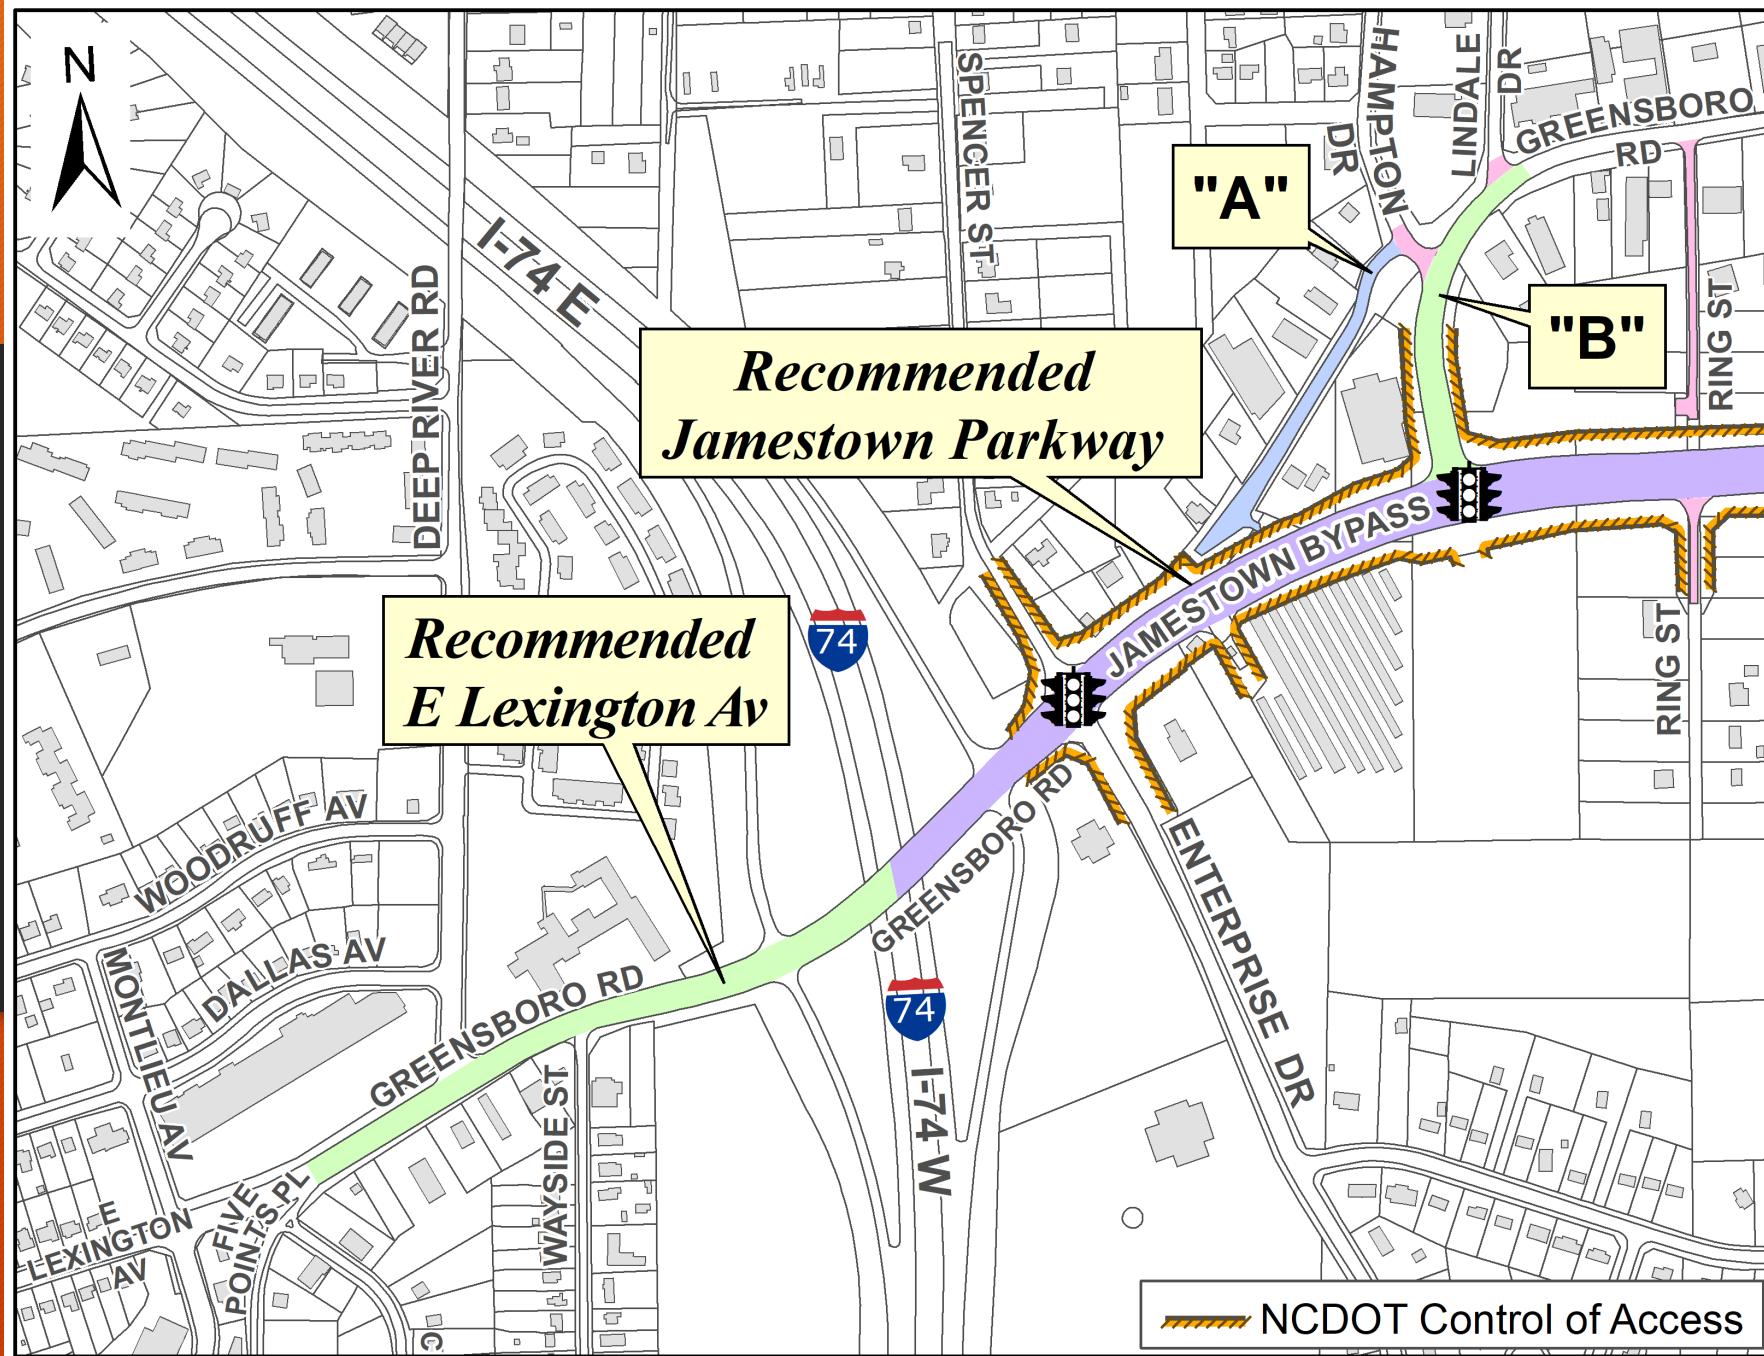 N
HAMPTON
DR
LINDALE
DR
GREENSBORO
RD
SPENCER ST
"A"
I-74 E
DEEP RIVER RD
"B"
RING ST
Recommended
Jamestown Parkway
JAMESTOWN BYPASS
Recommended
E Lexington Av
74
RING ST
GREENSBORO RD
WOODRUFF AV
ENTERPRISE DR
DALLAS AV
MONTLIEU AV
GREENSBORO RD
74
I-74 W
WAYSIDE ST
FIVE
POINTS PL
E
LEXINGTON
AV
NCDOT Control of Access